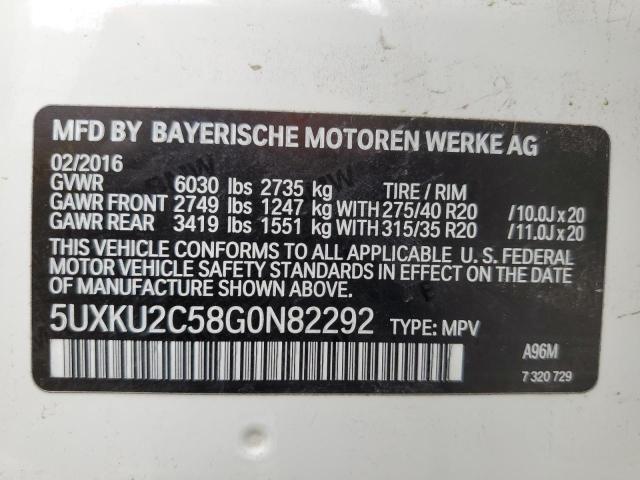 MFD BY BAYERISCHE MOTOREN WERKE AG
02/2016
GVWR 6030 lbs 2735 kg TIRE / RIM
GAWR FRONT 2749 lbs 1247 kg WITH 275/40 R20 /10.0J x 20
GAWR REAR 3419 lbs 1551 kg WITH 315/35 R20 /11.0J x 20
THIS VEHICLE CONFORMS TO ALL APPLICABLE U. S. FEDERAL
MOTOR VEHICLE SAFETY STANDARDS IN EFFECT ON THE DATE
OF MANUFACTURE SHOWN ABOVE.
5UXKU2C58G0N82292 TYPE: MPV
A96M
7 320 729